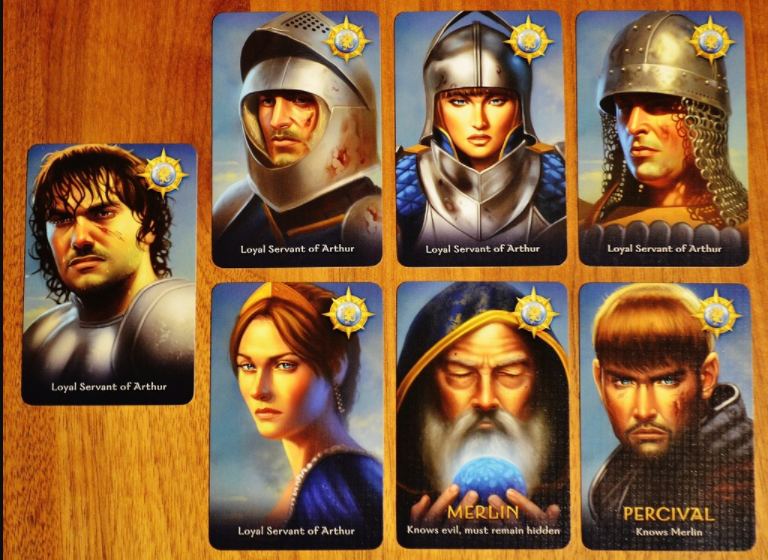 Loyal Servant of Arthur
Loyal Servant of Arthur
Loyal Servant of Arthur
Loyal Servant of Arthur
Loyal Servant of Arthur
MERLIN
Knows evil, must remain hidden
PERCIVAL
Knows Merlin